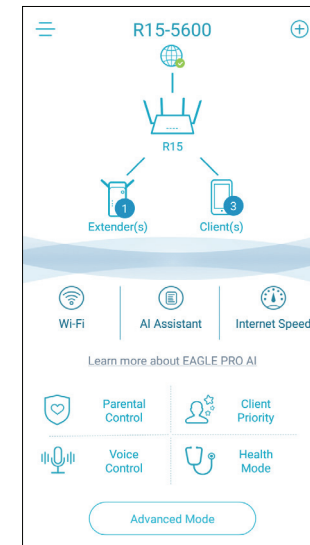 R15-5600
R15
1
3
Extender(s)
Client(s)
Wi-Fi
AI Assistant
Internet Speed
Learn more about EAGLE PRO AI
Parental
Control
Client
Priority
Voice
Control
Health
Mode
Advanced Mode